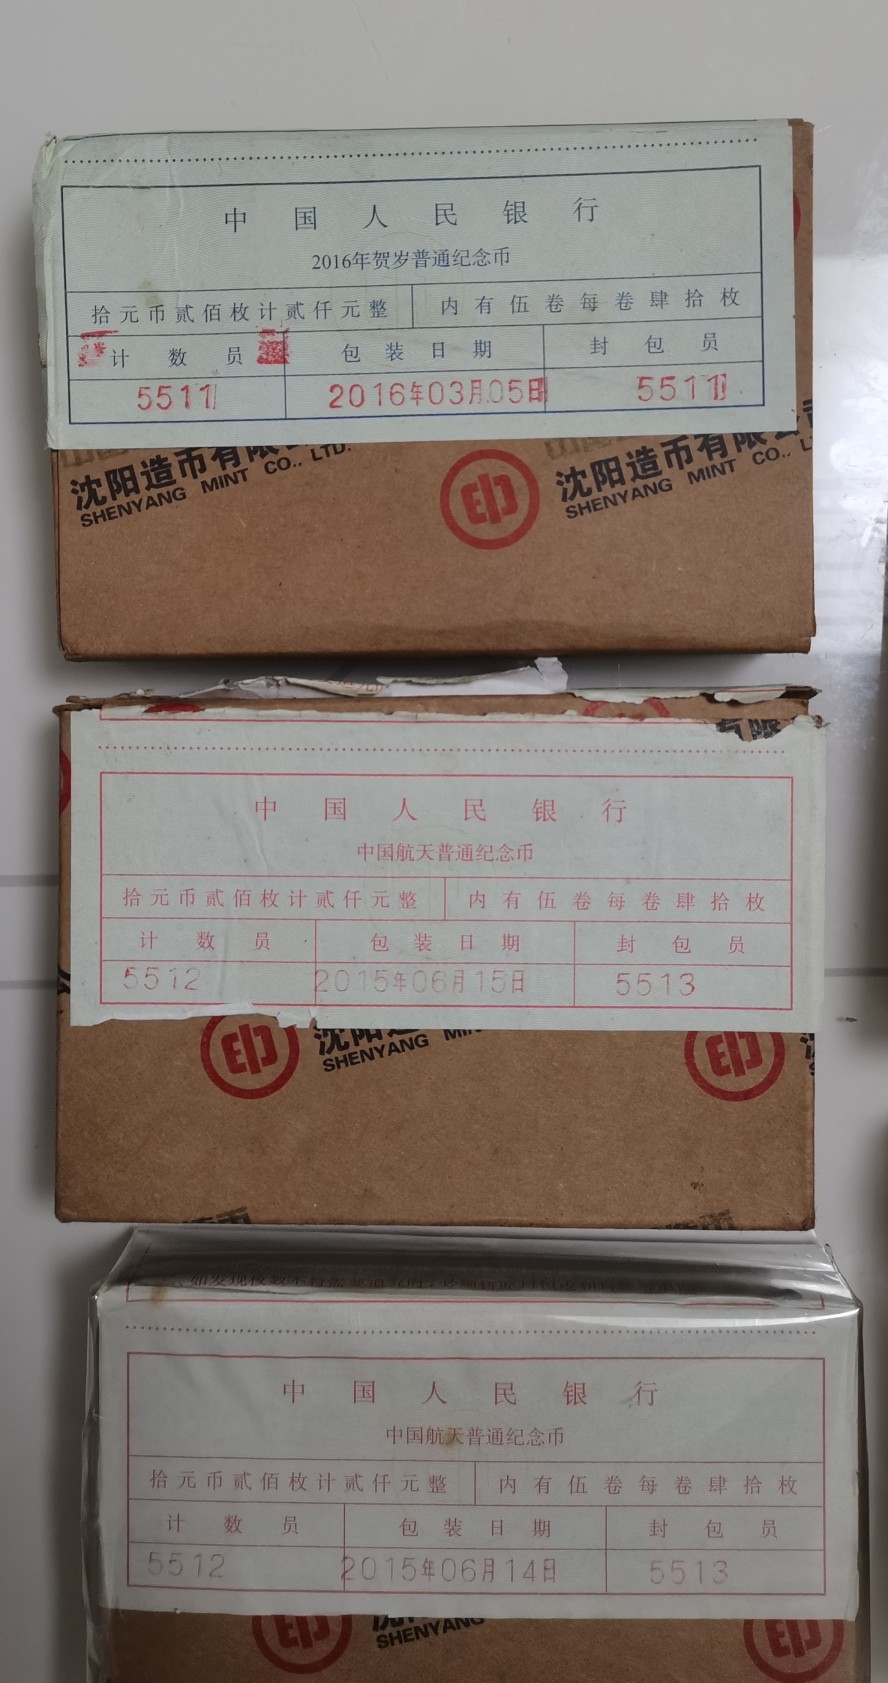 中国人民银行
2016年贺岁普通纪念币
拾元币贰佰枚计贰仟元整 内有伍卷每卷肆拾枚
计数员 包装日期 封包员
5511 2016年03月05日 5511
沈阳造币有限公司 沈阳造币有限公司
SHENYANG MINT CO., LTD. SHENYANG MINT CO., L
有限
中国人民银行
中国航天普通纪念币
拾元币贰佰枚计贰仟元整 内有伍卷每卷肆拾枚
计数员 包装日期 封包员
5512 2015年06月15日 5513
沈阳造
SHENYANG MIN
中国人民银行
中国航天普通纪念币
拾元币贰佰枚计贰仟元整 内有伍卷每卷肆拾枚
计数员 包装日期 封包员
5512 2015年06月14日 5513
SHENYANG